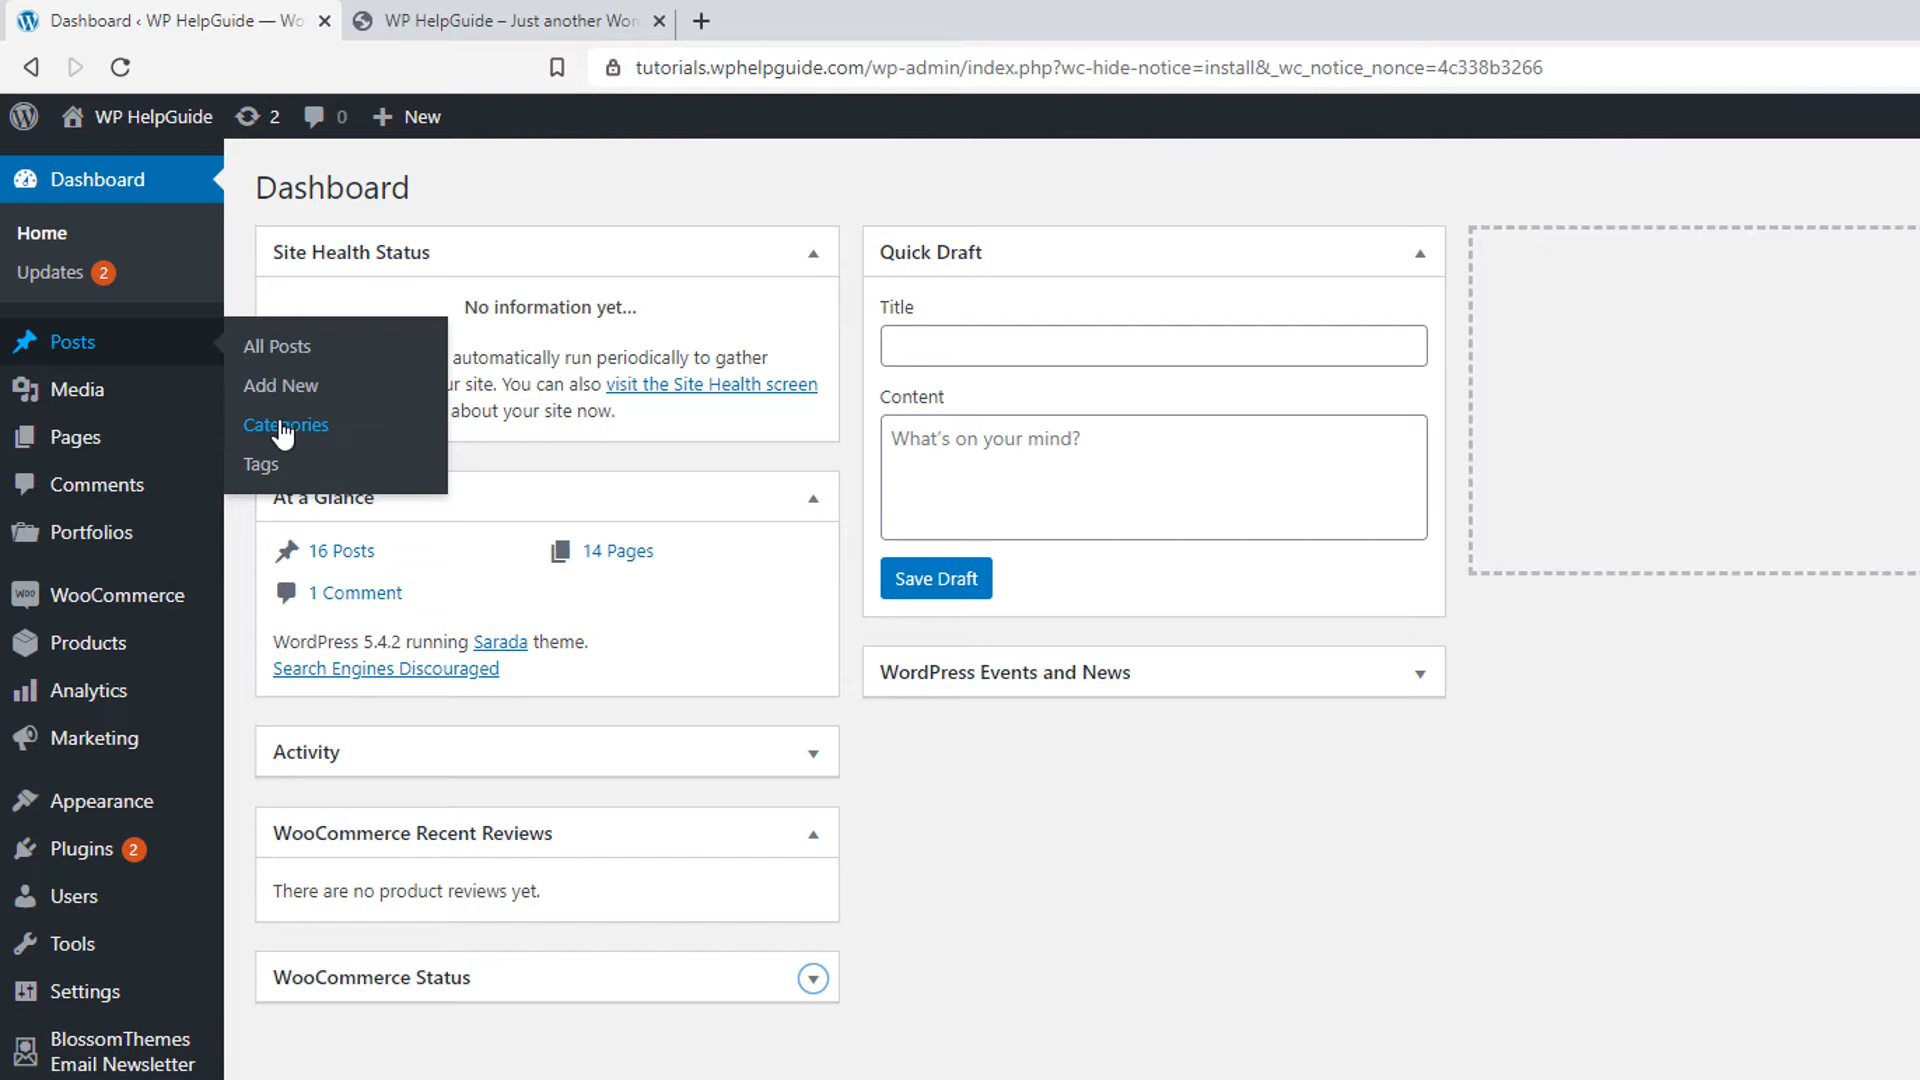 Dashboard ‹ WP HelpGuide — Wo
WP HelpGuide – Just another Wor
tutorials.wphelpguide.com/wp-admin/index.php?wc-hide-notice=install&_wc_notice_nonce=4c338b3266
WP HelpGuide 2 0 New
Dashboard
Home
Updates 2
Posts
Media
Pages
Comments
Portfolios
WooCommerce
Products
Analytics
Marketing
Appearance
Plugins 2
Users
Tools
Settings
BlossomThemes
Email Newsletter
All Posts
Add New
Categories
Tags
Dashboard
Site Health Status
No information yet...
automatically run periodically to gather
ur site. You can also visit the Site Health screen
about your site now.
At a Glance
16 Posts
14 Pages
1 Comment
WordPress 5.4.2 running Sarada theme.
Search Engines Discouraged
Activity
WooCommerce Recent Reviews
There are no product reviews yet.
WooCommerce Status
Quick Draft
Title
Content
What's on your mind?
Save Draft
WordPress Events and News